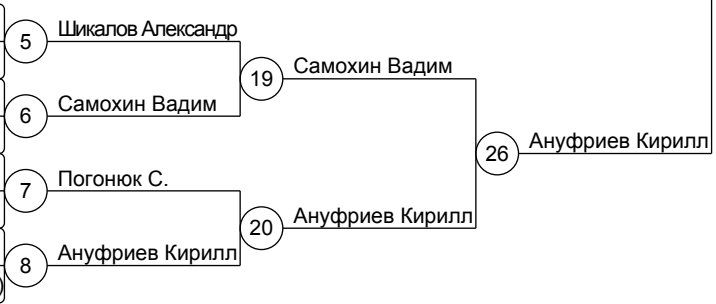 5 Шикалов Александр
19 Самохин Вадим
6 Самохин Вадим
26 Ануфриев Кирилл
7 Погонюк С.
20 Ануфриев Кирилл
8 Ануфриев Кирилл